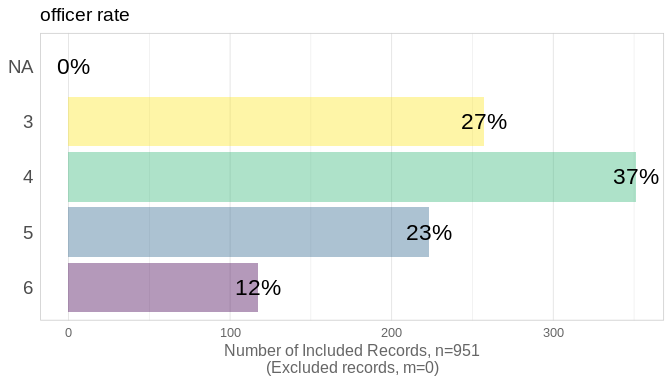 officer rate
NA 0%
3 27%
4 37%
5 23%
6 12%
0 100 200 300
Number of Included Records, n=951
(Excluded records, m=0)